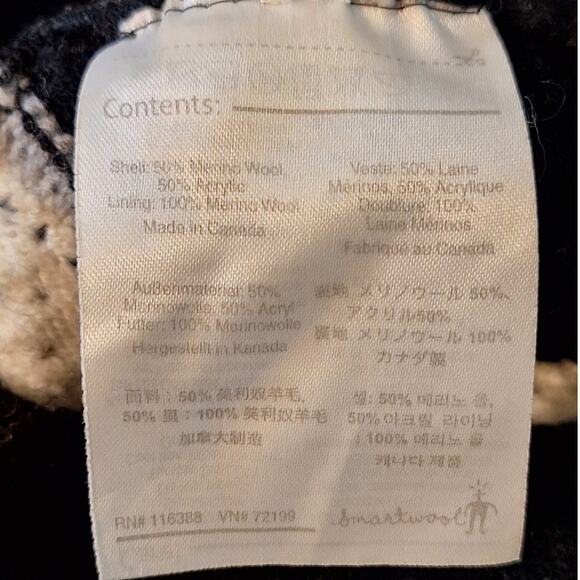 Contents:
Shell: 50% Merino Wool,
50% Acrylic
Lining: 100% Merino Wool
Made in Canada
Veste: 50% Laine
Mérinos, 50% Acrylique
Doublure: 100%
Laine Mérinos
Fabriqué au Canada
Außenmaterial: 50%
Merinowolle, 50% Acryl
Futter: 100% Merinowolle
Hergestellt in Kanada
メリノウール 50%、
アクリル50%
裏地 メリノウール 100%
カナダ製
面料：50% 美利奴羊毛,
50% 里：100% 美利奴羊毛
加拿大制造
셸: 50% 메리노 울,
50% 아크릴 라이닝
: 100% 메리노 울
캐나다 제품
RN# 116388 VN# 72199
smartwool